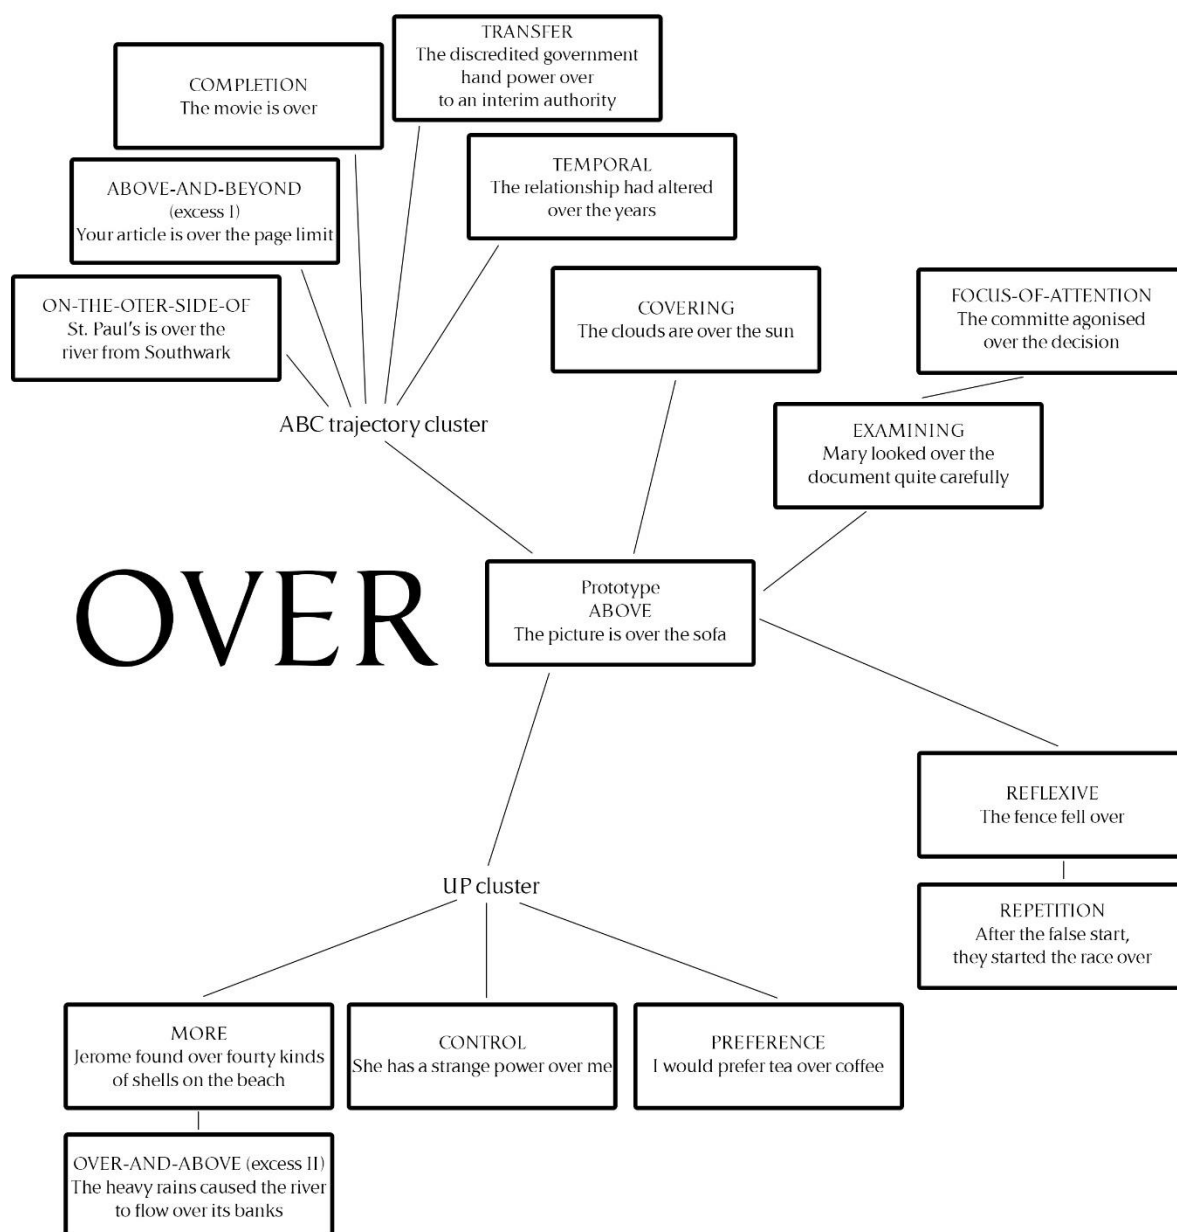 TRANSFER
The discredited government
hand power over
to an interim authority
COMPLETION
The movie is over
TEMPORAL
The relationship had altered
over the years
ABOVE-AND-BEYOND
(excess I)
Your article is over the page limit
ON-THE-OTER-SIDE-OF
St. Paul's is over the
river from Southwark
COVERING
The clouds are over the sun
FOCUS-OF-ATTENTION
The committe agonised
over the decision
ABC trajectory cluster
EXAMINING
Mary looked over the
document quite carefully
OVER
Prototype
ABOVE
The picture is over the sofa
REFLEXIVE
The fence fell over
UP cluster
REPETITION
After the false start,
they started the race over
MORE
Jerome found over fourty kinds
of shells on the beach
CONTROL
She has a strange power over me
PREFERENCE
I would prefer tea over coffee
OVER-AND-ABOVE (excess II)
The heavy rains caused the river
to flow over its banks